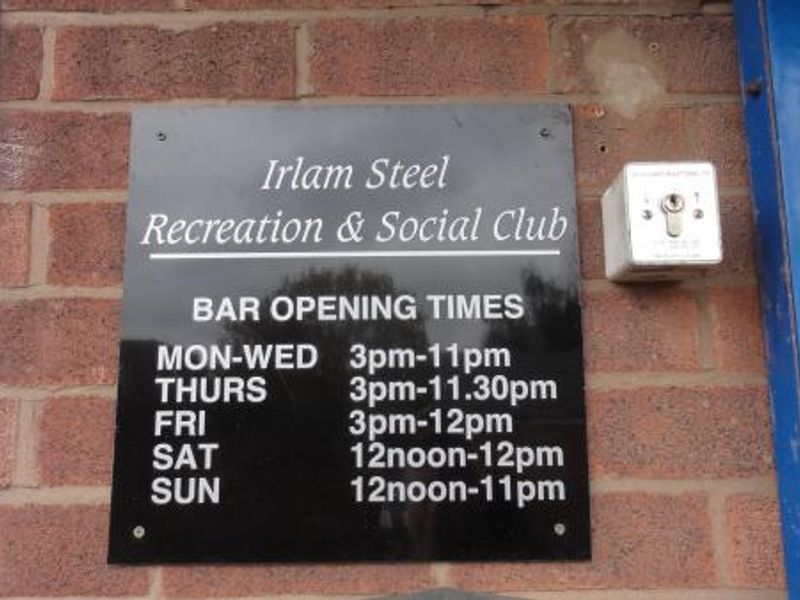 Irlam Steel
Recreation & Social Club
BAR OPENING TIMES
MON-WED 3pm-11pm
THURS 3pm-11.30pm
FRI 3pm-12pm
SAT 12noon-12pm
SUN 12noon-11pm